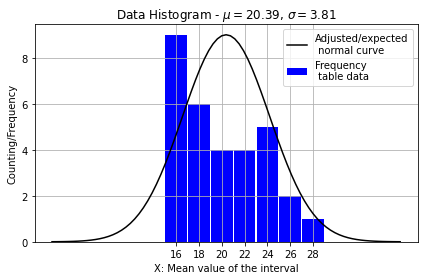 Data Histogram - μ = 20.39, σ = 3.81
Adjusted/expected
normal curve
Frequency
table data
Counting/Frequency
8
6
4
2
0
16 18 20 22 24 26 28
X: Mean value of the interval